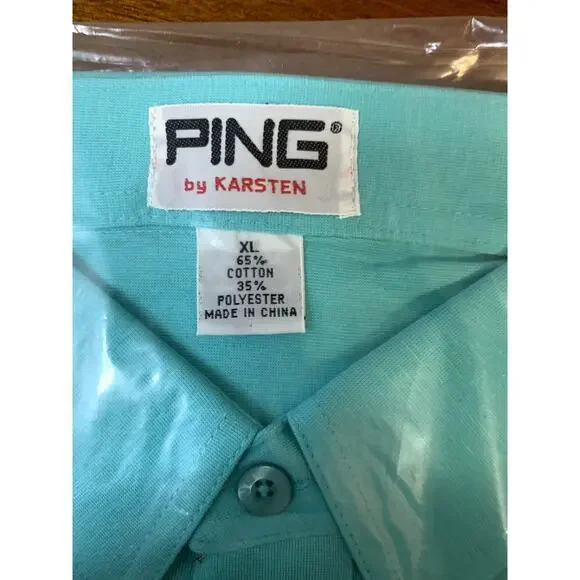 PING®
by KARSTEN
XL
65%
COTTON
35%
POLYESTER
MADE IN CHINA